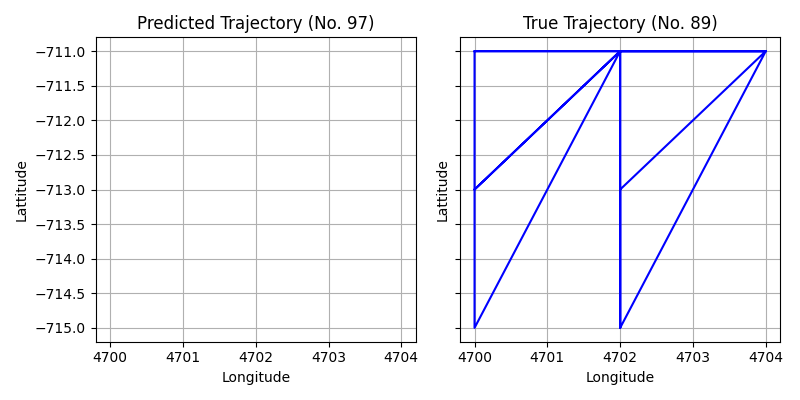 Predicted Trajectory (No. 97)
True Trajectory (No. 89)
−711.0
−711.5
−712.0
−712.5
−713.0
−713.5
−714.0
−714.5
−715.0
Lattitude
Lattitude
4700 4701 4702 4703 4704
4700 4701 4702 4703 4704
Longitude
Longitude